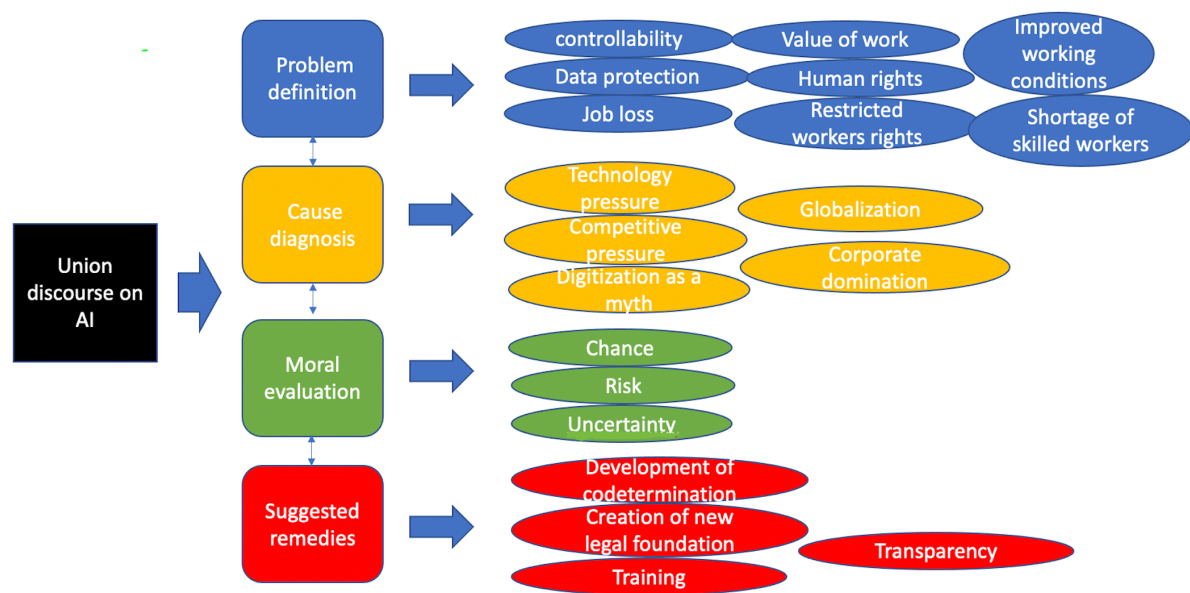 Union
discourse on
AI
Problem
definition
controllability
Value of work
Improved
working
conditions
Data protection
Human rights
Job loss
Restricted
workers rights
Shortage of
skilled workers
Cause
diagnosis
Technology
pressure
Globalization
Competitive
pressure
Corporate
domination
Digitization as a
myth
Moral
evaluation
Chance
Risk
Uncertainty
Suggested
remedies
Development of
codetermination
Creation of new
legal foundation
Transparency
Training